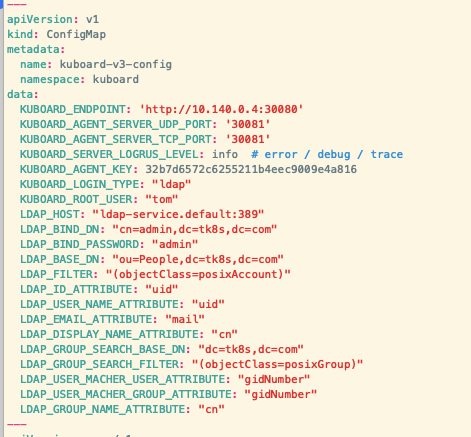 ---
apiVersion: v1
kind: ConfigMap
metadata:
  name: kuboard-v3-config
  namespace: kuboard
data:
  KUBOARD_ENDPOINT: 'http://10.140.0.4:30080'
  KUBOARD_AGENT_SERVER_UDP_PORT: '30081'
  KUBOARD_AGENT_SERVER_TCP_PORT: '30081'
  KUBOARD_SERVER_LOGRUS_LEVEL: info  # error / debug / trace
  KUBOARD_AGENT_KEY: 32b7d6572c6255211b4eec9009e4a816
  KUBOARD_LOGIN_TYPE: "ldap"
  KUBOARD_ROOT_USER: "tom"
  LDAP_HOST: "ldap-service.default:389"
  LDAP_BIND_DN: "cn=admin,dc=tk8s,dc=com"
  LDAP_BIND_PASSWORD: "admin"
  LDAP_BASE_DN: "ou=People,dc=tk8s,dc=com"
  LDAP_FILTER: "(objectClass=posixAccount)"
  LDAP_ID_ATTRIBUTE: "uid"
  LDAP_USER_NAME_ATTRIBUTE: "uid"
  LDAP_EMAIL_ATTRIBUTE: "mail"
  LDAP_DISPLAY_NAME_ATTRIBUTE: "cn"
  LDAP_GROUP_SEARCH_BASE_DN: "dc=tk8s,dc=com"
  LDAP_GROUP_SEARCH_FILTER: "(objectClass=posixGroup)"
  LDAP_USER_MACHER_USER_ATTRIBUTE: "gidNumber"
  LDAP_USER_MACHER_GROUP_ATTRIBUTE: "gidNumber"
  LDAP_GROUP_NAME_ATTRIBUTE: "cn"
---